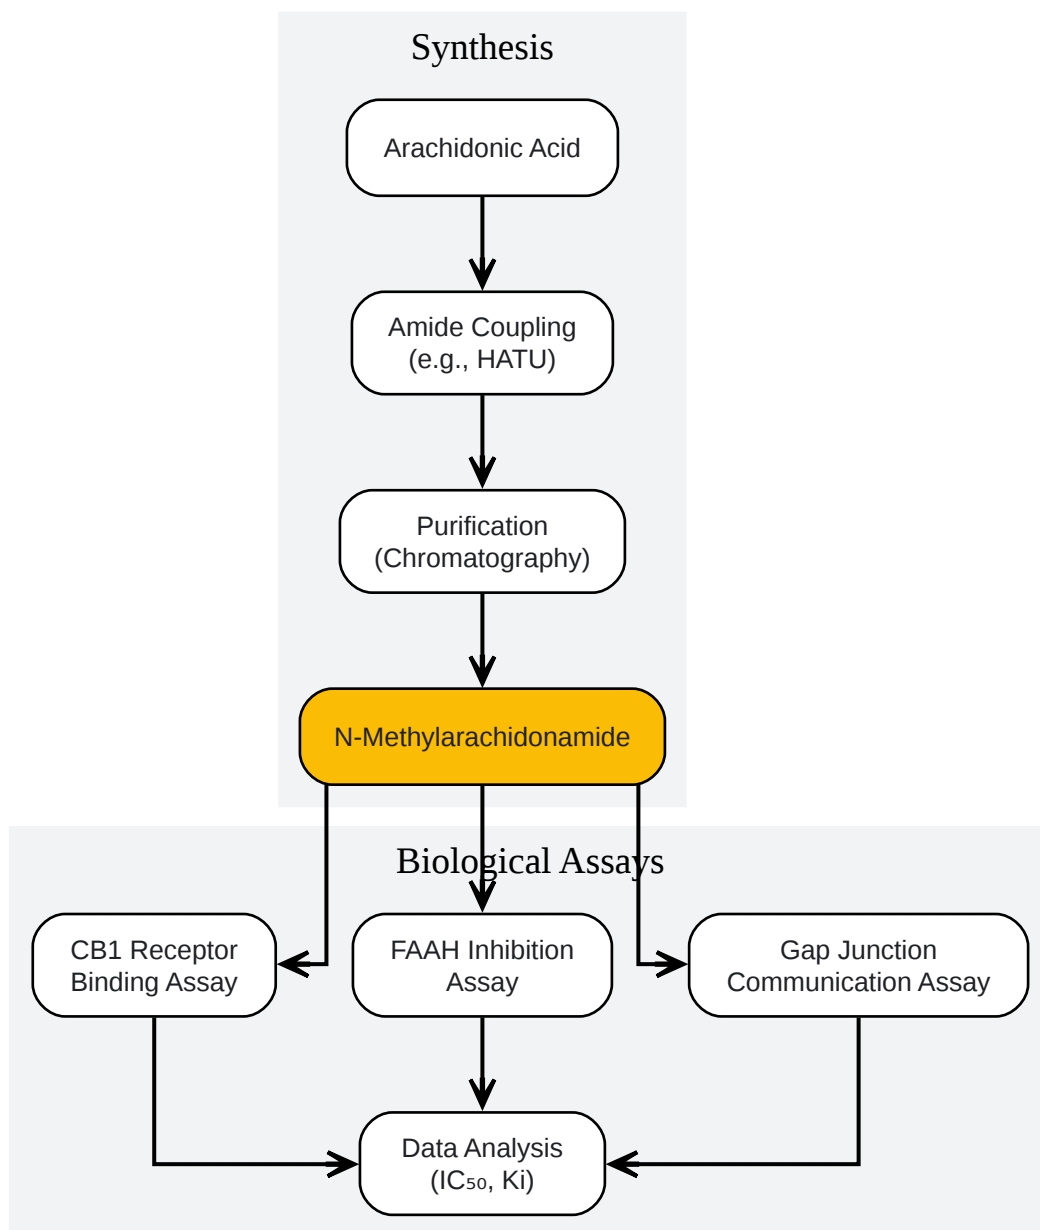 Synthesis
Arachidonic Acid
Amide Coupling
(e.g., HATU)
Purification
(Chromatography)
N-Methylarachidonamide
Biological Assays
CB1 Receptor
Binding Assay
FAAH Inhibition
Assay
Gap Junction
Communication Assay
Data Analysis
(IC₅₀, Ki)